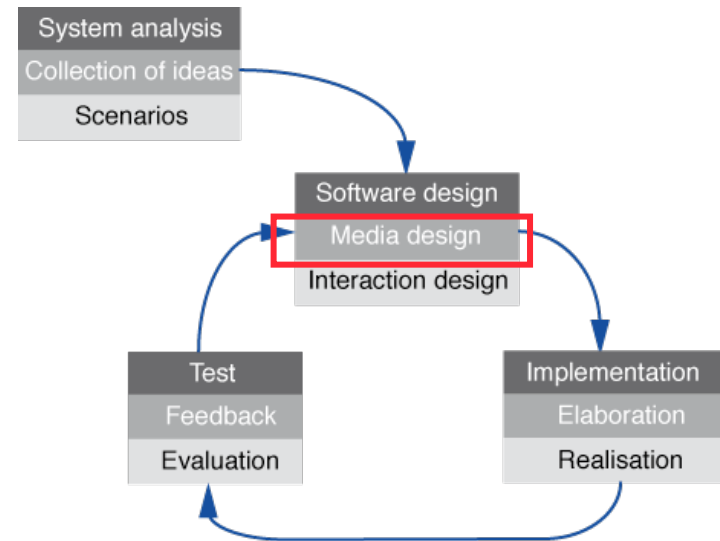 System analysis
Collection of ideas
Scenarios
Software design
Media design
Interaction design
Test
Feedback
Evaluation
Implementation
Elaboration
Realisation